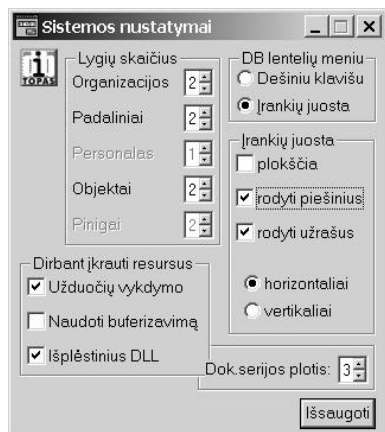 Sistemos nustatymai
TOPAS
Lygių skaičius
Organizacijos 2
Padaliniai 2
Personalas 1
Objektai 2
Pinigai 2
DB lentelių meniu
Dešiniu klavišu
Įrankių juosta
Įrankių juosta
plokščia
rodyti piešinius
rodyti užrašus
horizontaliai
vertikaliai
Dirbant įkrauti resursus
Užduočių vykdymo
Naudoti buferizavimą
Išplėstinius DLL
Dok.serijos plotis: 3
Išsaugoti